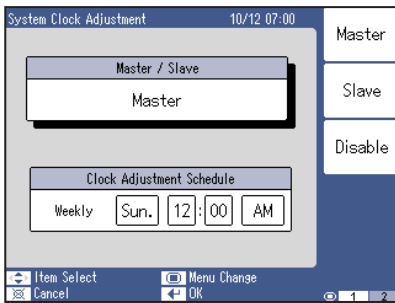 System Clock Adjustment 10/12 07:00
Master / Slave
Master
Clock Adjustment Schedule
Weekly Sun. 12 : 00 AM
Master
Slave
Disable
Item Select Menu Change
Cancel OK
1 2